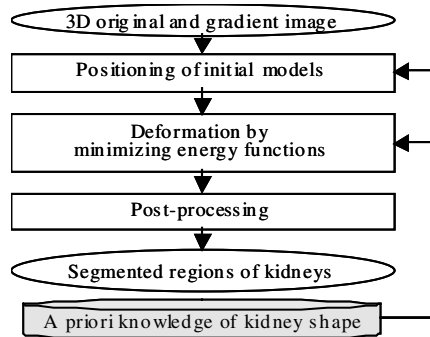 3D original and gradient image
Positioning of initial models
Deformation by
minimizing energy functions
Post-processing
Segmented regions of kidneys
A priori knowledge of kidney shape